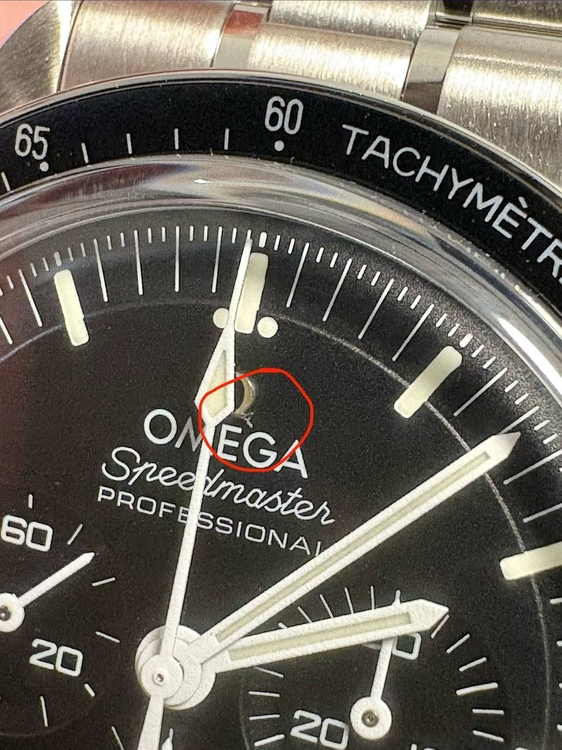 65 60 TACHYMÈTR
OMEGA
Speedmaster
PROFESSIONAL
60
20
20